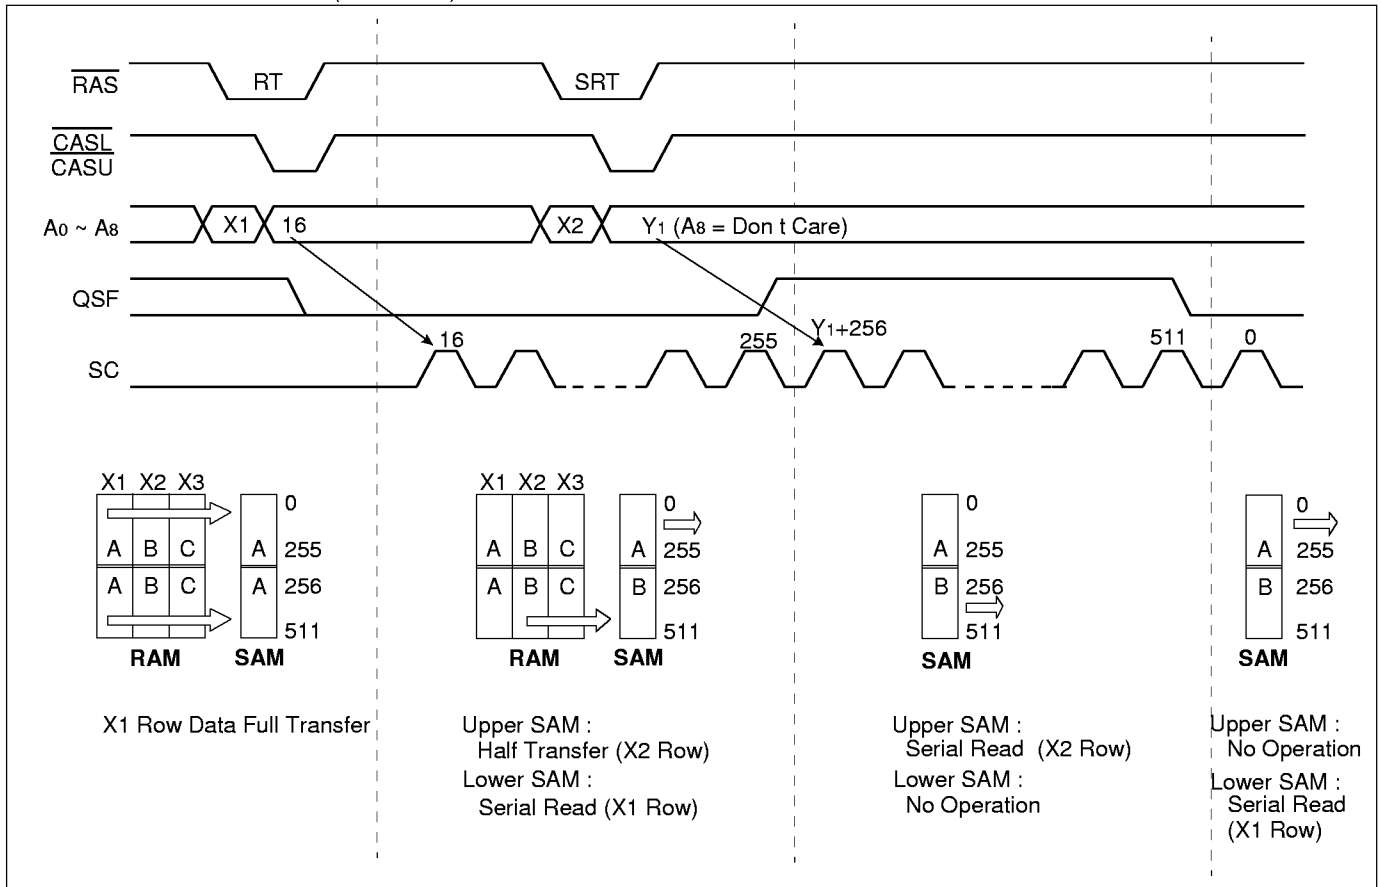 RAS
RT
SRT
CASL
CASU
A0 ~ A8
X1
16
X2
Y1 (A8 = Don t Care)
QSF
SC
16
255
Y1+256
511
0
X1 X2 X3
0
A B C
A 255
A B C
A 256
511
RAM
SAM
X1 X2 X3
0
A B C
A 255
A B C
B 256
511
RAM
SAM
0
A 255
B 256
511
SAM
0
A 255
B 256
511
SAM
X1 Row Data Full Transfer
Upper SAM :
Half Transfer (X2 Row)
Lower SAM :
Serial Read (X1 Row)
Upper SAM :
Serial Read (X2 Row)
Lower SAM :
No Operation
Upper SAM :
No Operation
Lower SAM :
Serial Read
(X1 Row)